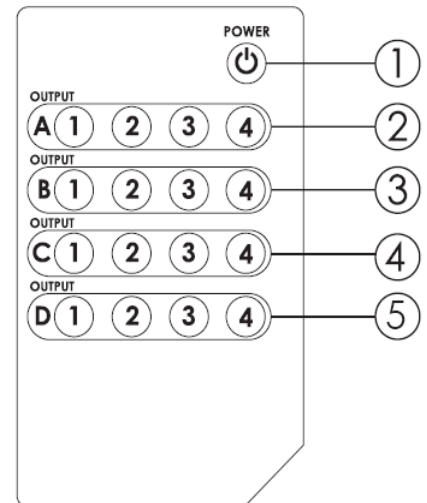 POWER
1
OUTPUT
A 1 2 3 4
2
OUTPUT
B 1 2 3 4
3
OUTPUT
C 1 2 3 4
4
OUTPUT
D 1 2 3 4
5